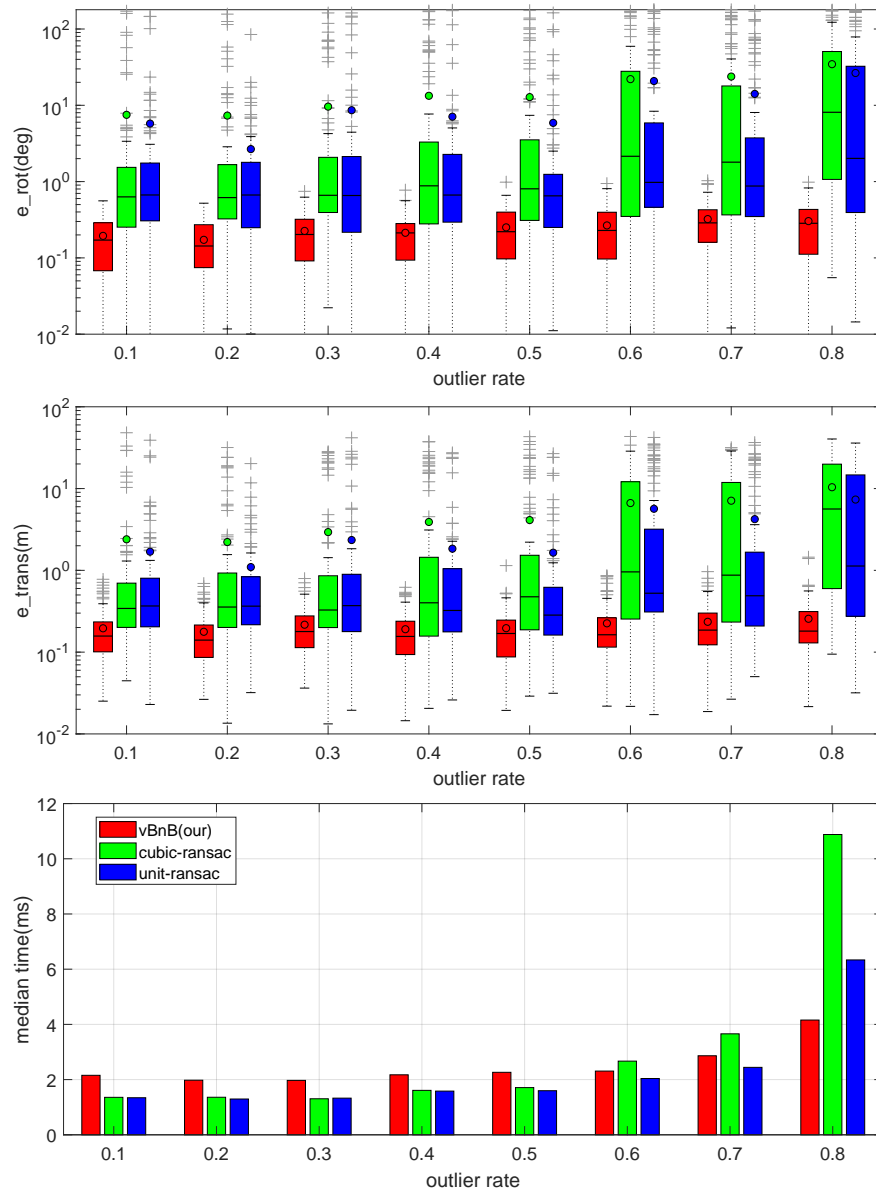 10^2
10^1
10^0
10^-1
10^-2
e_rot(deg)
0.1 0.2 0.3 0.4 0.5 0.6 0.7 0.8
outlier rate
10^2
10^1
10^0
10^-1
10^-2
e_trans(m)
0.1 0.2 0.3 0.4 0.5 0.6 0.7 0.8
outlier rate
12
10
8
6
4
2
0
median time(ms)
vBnB(our)
cubic-ransac
unit-ransac
0.1 0.2 0.3 0.4 0.5 0.6 0.7 0.8
outlier rate